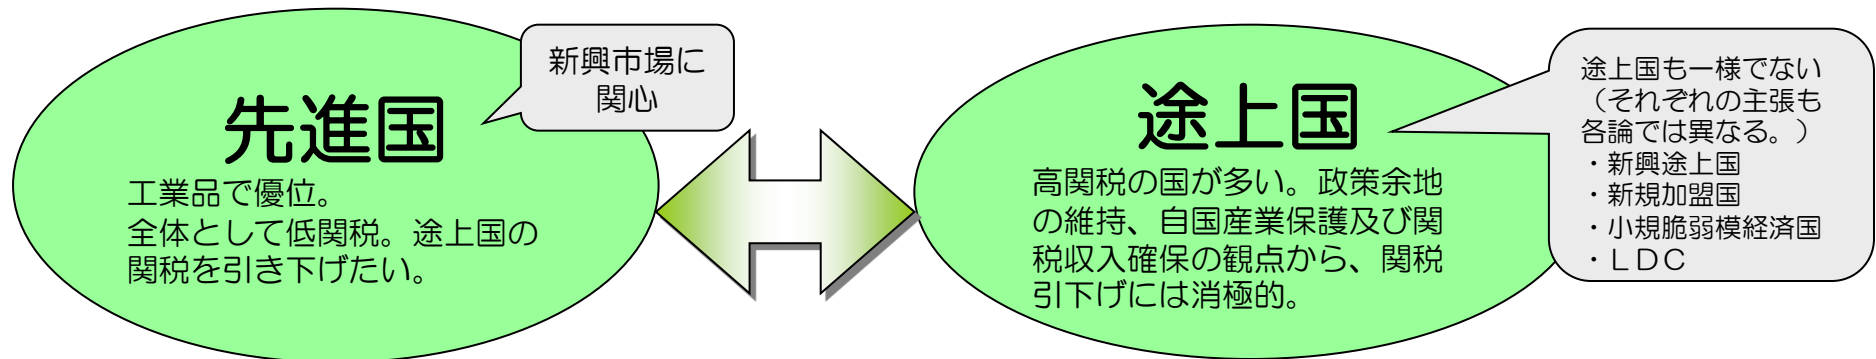 先進国
新興市場に
関心
工業品で優位。
全体として低関税。途上国の
関税を引き下げたい。
途上国
高関税の国が多い。政策余地
の維持、自国産業保護及び関
税収入確保の観点から、関税
引下げには消極的。
途上国も一様でない
（それぞれの主張も
各論では異なる。）
・新興途上国
・新規加盟国
・小規脆弱模経済国
・ＬＤＣ